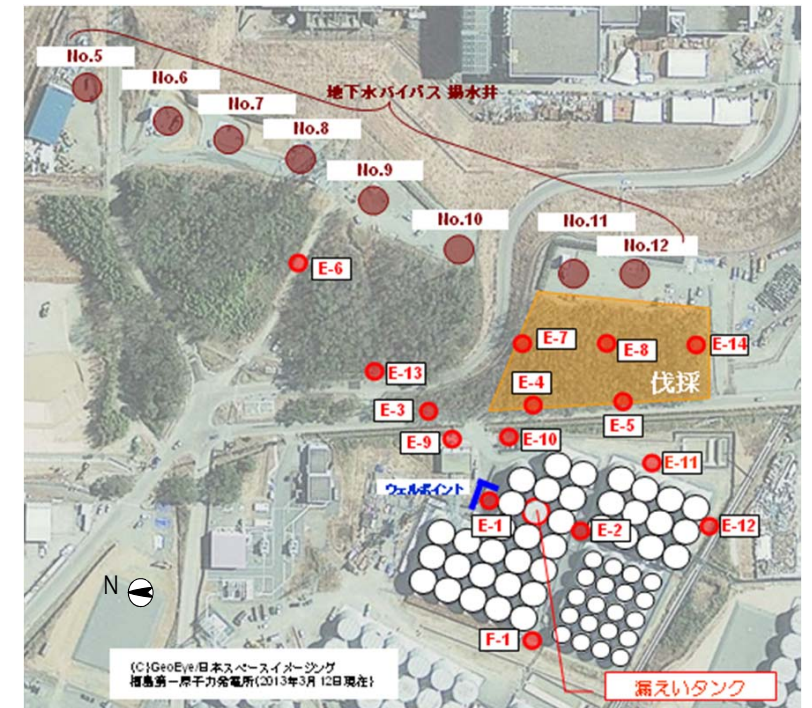 No.5
No.6
No.7
地下水バイパス 揚水井
No.8
No.9
No.10
No.11
No.12
E-6
E-7
E-8
E-14
E-13
伐採
E-4
E-3
E-5
E-9
E-10
E-11
ウェルポイント
E-1
E-2
E-12
N
F-1
(C)GeoEye/日本スペースイメージング
福島第一原子力発電所(2013年3月12日現在)
漏えいタンク